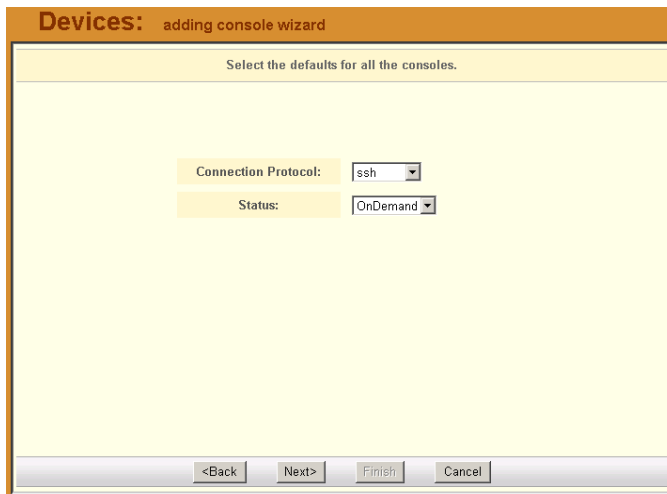 Devices: adding console wizard
Select the defaults for all the consoles.
Connection Protocol: ssh
Status: OnDemand
<Back Next> Finish Cancel